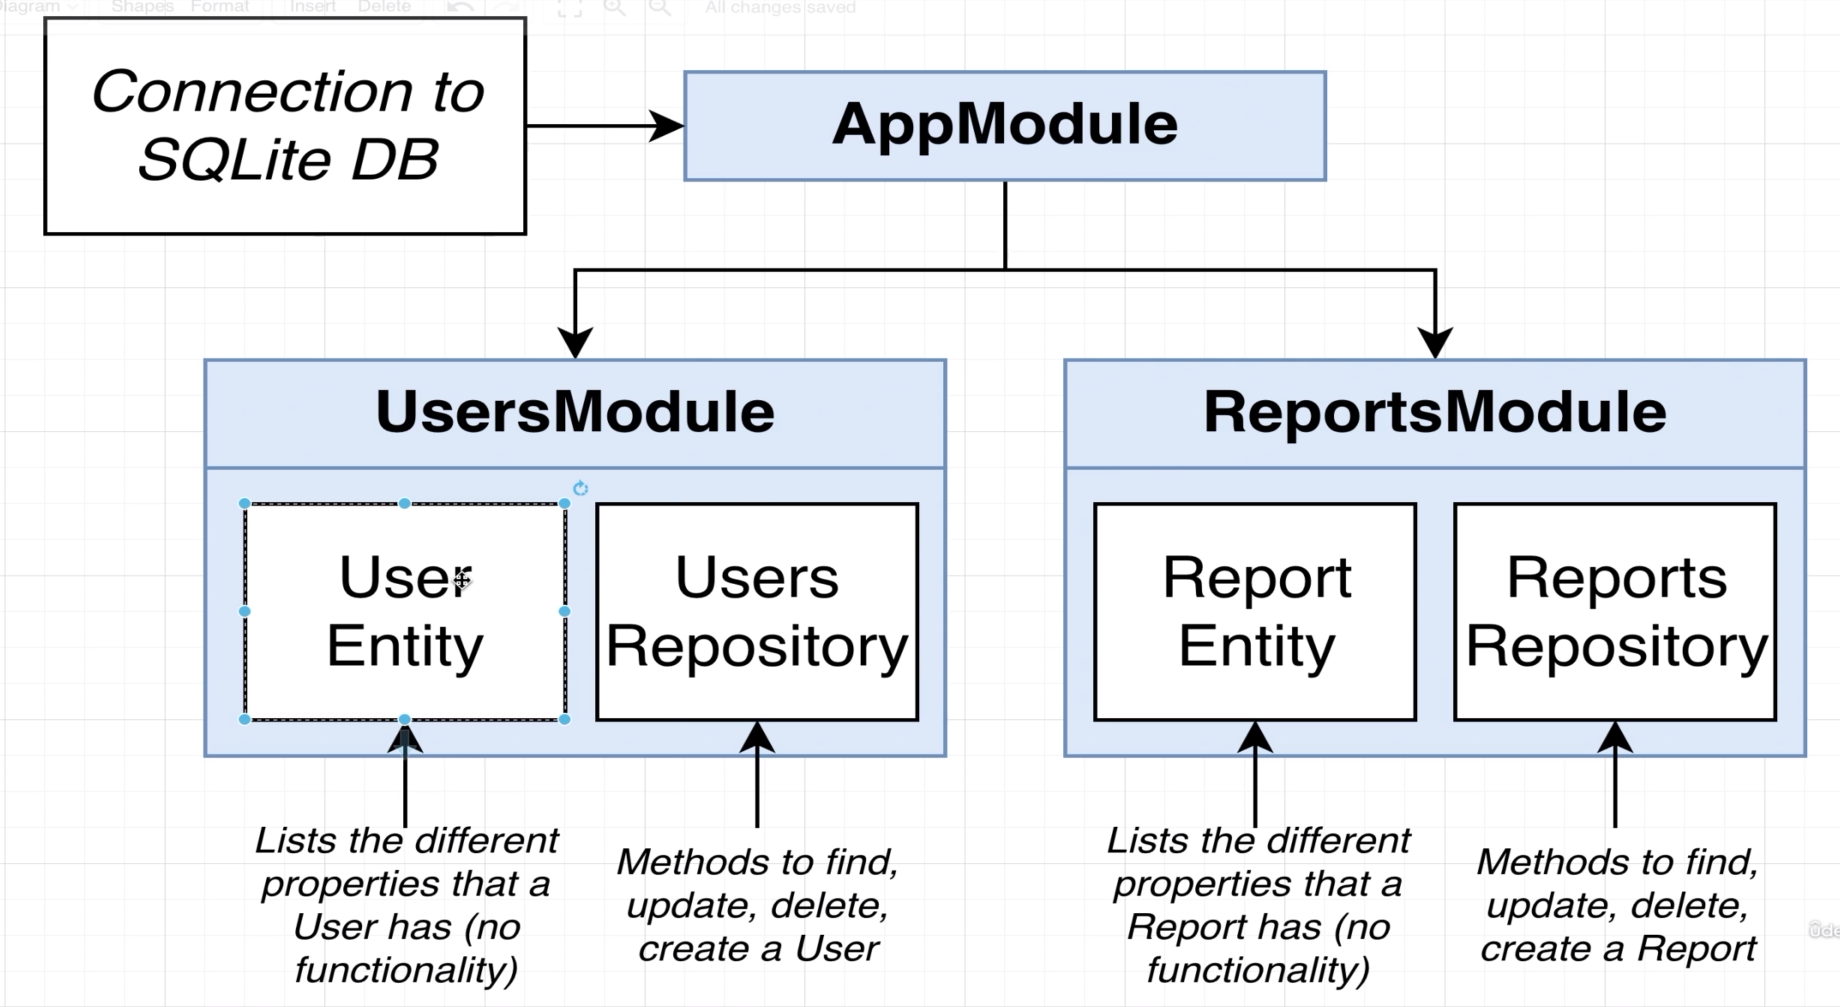 Diagram Shapes Format Insert Delete All changes saved
Connection to
SQLite DB
AppModule
UsersModule
User
Entity
Users
Repository
ReportsModule
Report
Entity
Reports
Repository
Lists the different
properties that a
User has (no
functionality)
Methods to find,
update, delete,
create a User
Lists the different
properties that a
Report has (no
functionality)
Methods to find,
update, delete,
create a Report